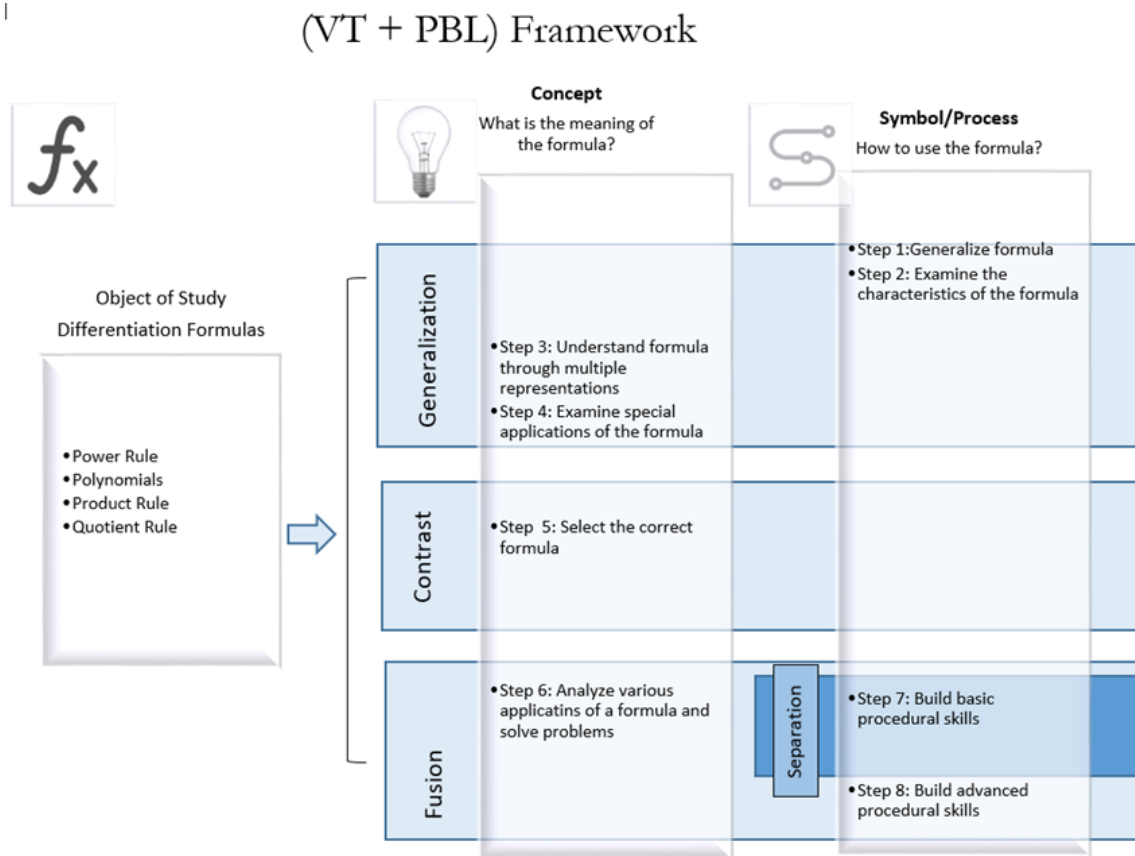 (VT + PBL) Framework
fx
Concept
What is the meaning of
the formula?
Symbol/Process
How to use the formula?
Object of Study
Differentiation Formulas
•Power Rule
•Polynomials
•Product Rule
•Quotient Rule
Generalization
•Step 1:Generalize formula
•Step 2: Examine the
characteristics of the formula
•Step 3: Understand formula
through multiple
representations
•Step 4: Examine special
applications of the formula
Contrast
•Step 5: Select the correct
formula
Fusion
•Step 6: Analyze various
applicatins of a formula and
solve problems
Separation
•Step 7: Build basic
procedural skills
•Step 8: Build advanced
procedural skills